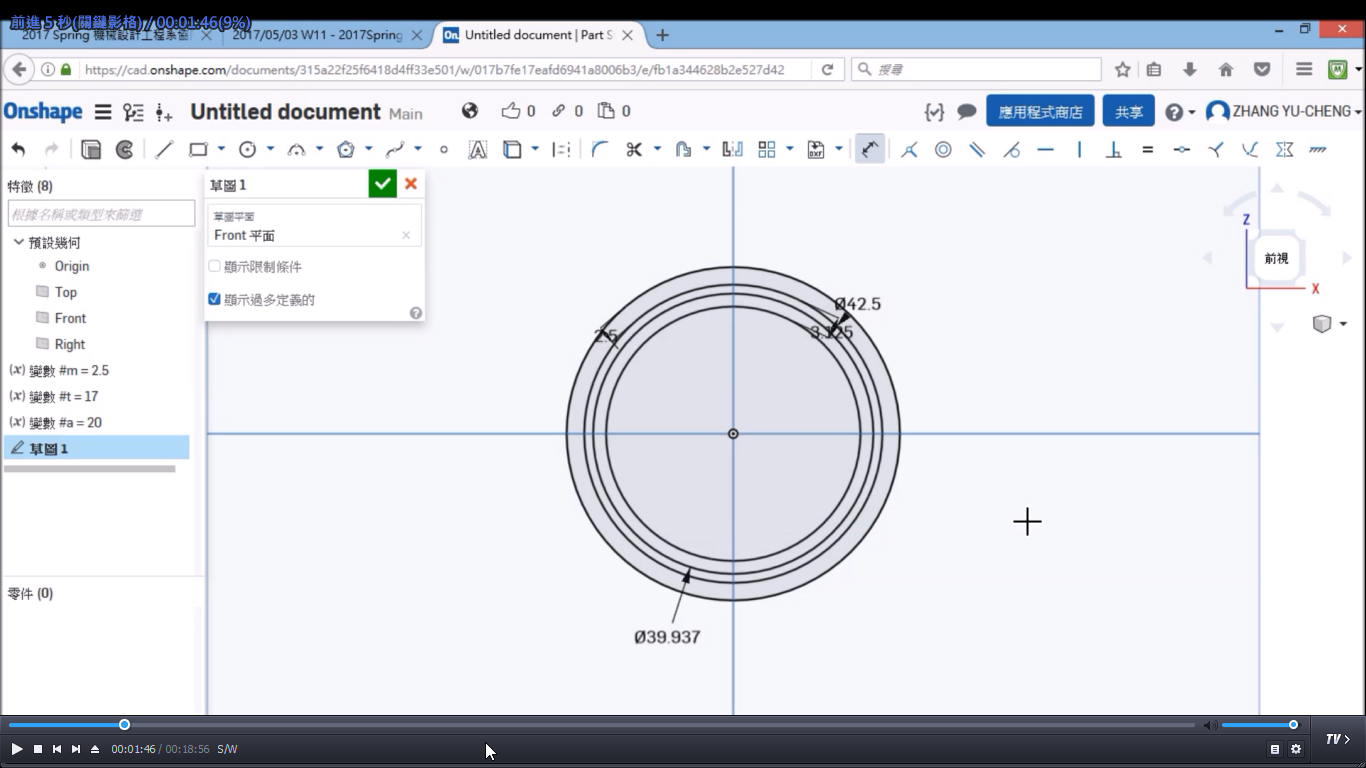 前進 5 秒(關鍵影格) / 00:01:46(9%)
2017 Spring 機械設計工程系
2017/05/03 W11 - 2017Spring
On. Untitled document | Part S
https://cad.onshape.com/documents/315a22f25f6418d4ff33e501/w/017b7fe17eafd6941a8006b3/e/fb1a344628b2e527d42
搜尋
Onshape Untitled document Main 0 0 0 應用程式商店 共享 ZHANG YU-CHENG
DXF
特徵 (8)
根據名稱或類型來篩選
預設幾何
Origin
Top
Front
Right
(x) 變數 #m = 2.5
(x) 變數 #t = 17
(x) 變數 #a = 20
草圖 1
零件 (0)
草圖 1
草圖平面
Front 平面
顯示限制條件
顯示過多定義的
Z
前視
X
Ø42.5
2.5
3.125
Ø39.937
00:01:46 / 00:18:56 S/W
TV